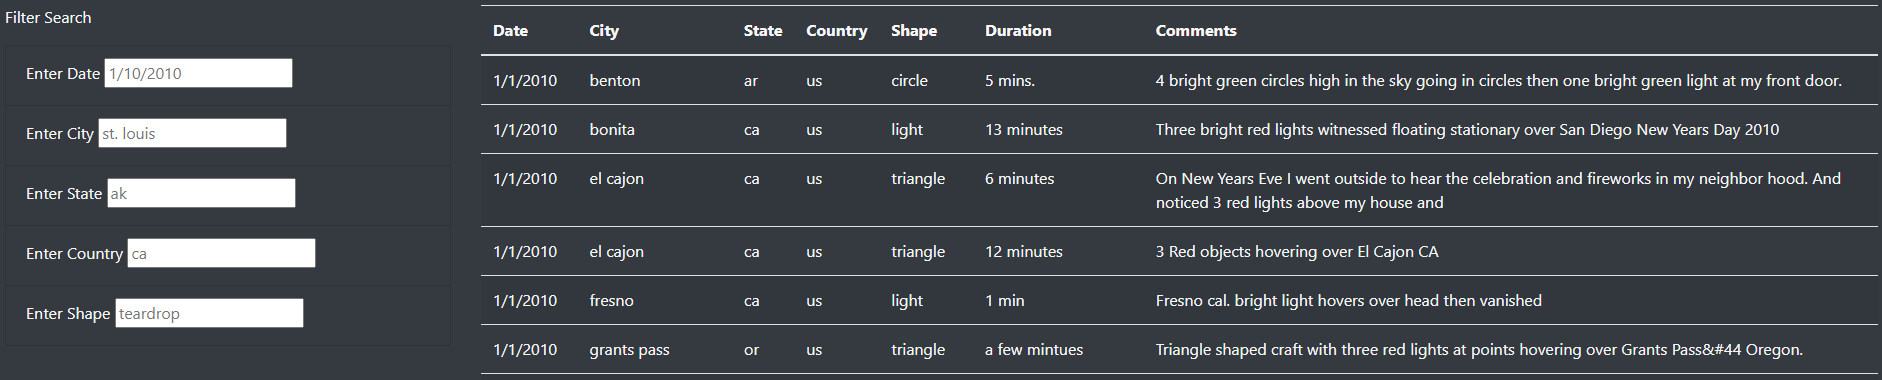 Filter Search
Enter Date 1/10/2010
Enter City st. louis
Enter State ak
Enter Country ca
Enter Shape teardrop
Date City State Country Shape Duration Comments
1/1/2010 benton ar us circle 5 mins. 4 bright green circles high in the sky going in circles then one bright green light at my front door.
1/1/2010 bonita ca us light 13 minutes Three bright red lights witnessed floating stationary over San Diego New Years Day 2010
1/1/2010 el cajon ca us triangle 6 minutes On New Years Eve I went outside to hear the celebration and fireworks in my neighbor hood. And
noticed 3 red lights above my house and
1/1/2010 el cajon ca us triangle 12 minutes 3 Red objects hovering over El Cajon CA
1/1/2010 fresno ca us light 1 min Fresno cal. bright light hovers over head then vanished
1/1/2010 grants pass or us triangle a few mintues Triangle shaped craft with three red lights at points hovering over Grants Pass&#44 Oregon.